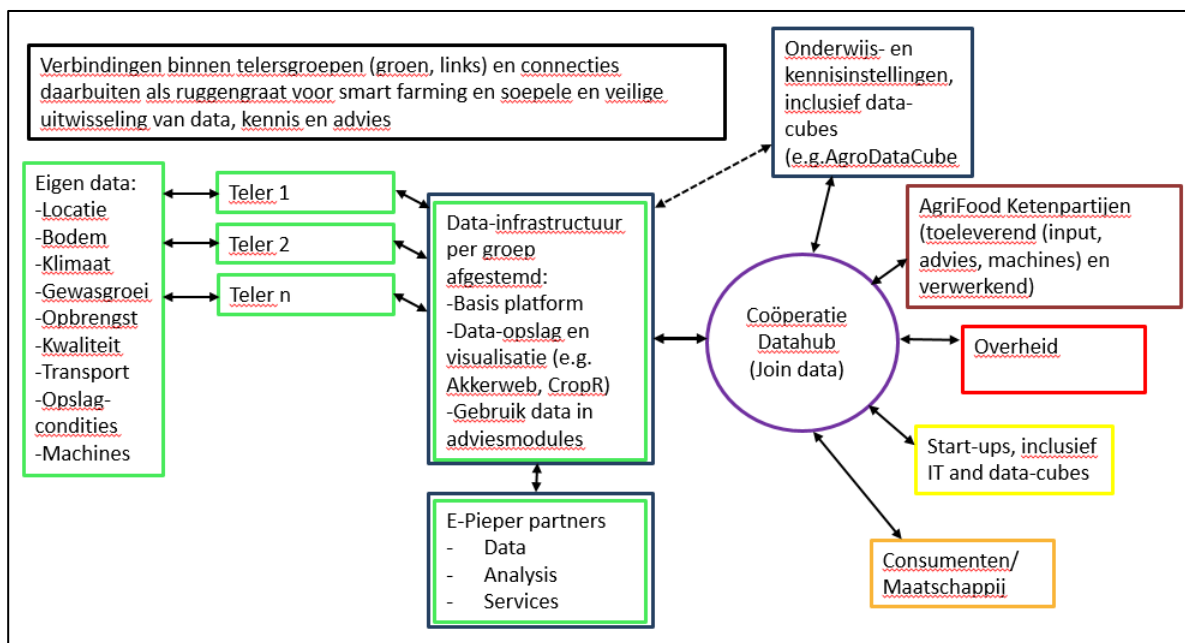 Verbindingen binnen telersgroepen (groen, links) en connecties
daarbuiten als ruggengraat voor smart farming en soepele en veilige
uitwisseling van data, kennis en advies
Onderwijs- en
kennisinstellingen,
inclusief data-
cubes
(e.g.AgroDataCube
Eigen data:
-Locatie
-Bodem
-Klimaat
-Gewasgroei
-Opbrengst
-Kwaliteit
-Transport
-Opslag-
condities
-Machines
Teler 1
Teler 2
Teler n
Data-infrastructuur
per groep
afgestemd:
-Basis platform
-Data-opslag en
visualisatie (e.g.
Akkerweb, CropR)
-Gebruik data in
adviesmodules
E-Pieper partners
- Data
- Analysis
- Services
Coöperatie
Datahub
(Join data)
AgriFood Ketenpartijen
(toeleverend (input,
advies, machines) en
verwerkend)
Overheid
Start-ups, inclusief
IT and data-cubes
Consumenten/
Maatschappij